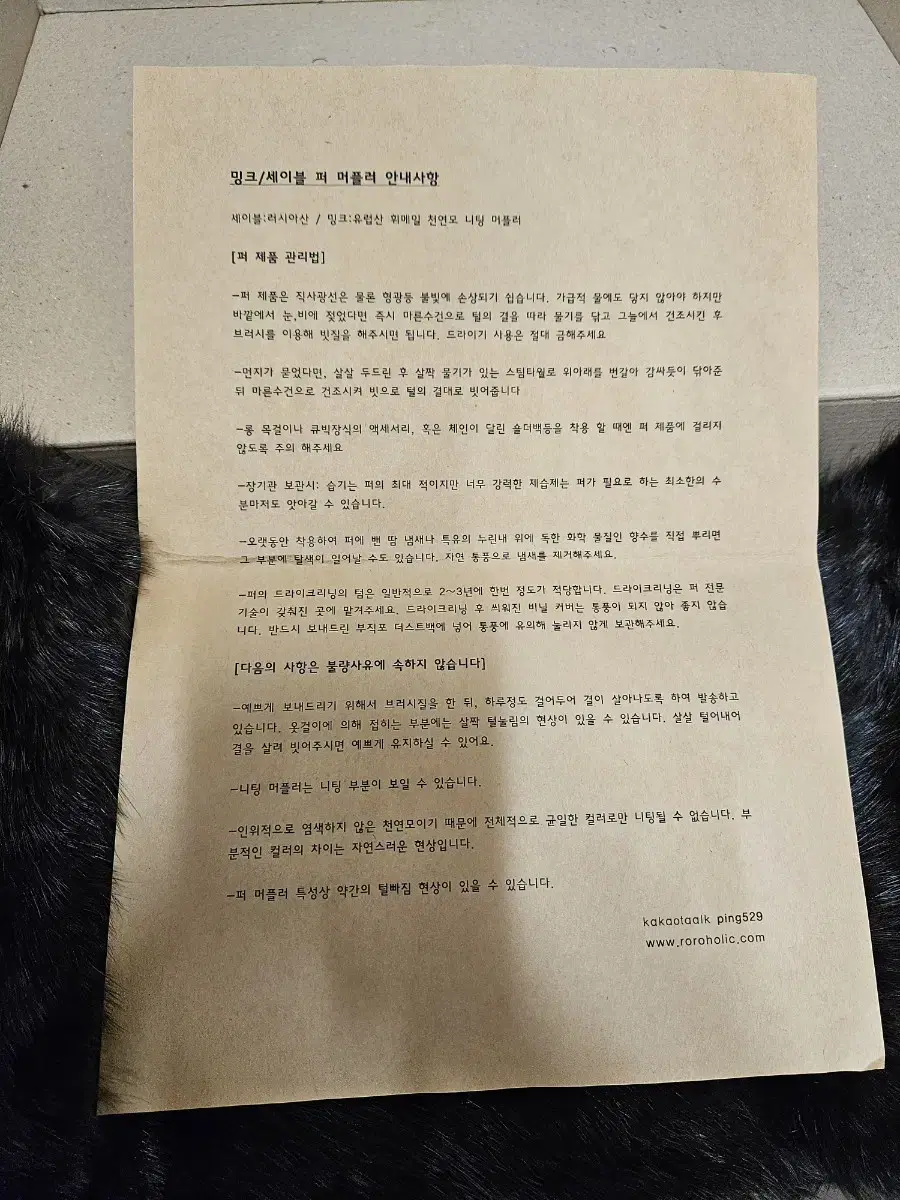 밍크/세이블 퍼 머플러 안내사항
세이블:러시아산 / 밍크:유럽산 휘메일 천연모 니팅 머플러
[퍼 제품 관리법]
-퍼 제품은 직사광선은 물론 형광등 불빛에 손상되기 쉽습니다. 가급적 물에도 닿지 않아야 하지만
바깥에서 눈,비에 젖었다면 즉시 마른수건으로 털의 결을 따라 물기를 닦고 그늘에서 건조시킨 후
브러시를 이용해 빗질을 해주시면 됩니다. 드라이기 사용은 절대 금해주세요
-먼지가 묻었다면, 살살 두드린 후 살짝 물기가 있는 스팀타월로 위아래를 번갈아 감싸듯이 닦아준
뒤 마른수건으로 건조시켜 빗으로 털의 결대로 빗어줍니다
-롱 목걸이나 큐빅장식의 액세서리, 혹은 체인이 달린 숄더백등을 착용 할 때엔 퍼 제품에 걸리지
않도록 주의 해주세요
-장기관 보관시: 습기는 퍼의 최대 적이지만 너무 강력한 제습제는 퍼가 필요로 하는 최소한의 수
분마저도 앗아갈 수 있습니다.
-오랫동안 착용하여 퍼에 밴 땀 냄새나 특유의 누린내 위에 독한 화학 물질인 향수를 직접 뿌리면
그 부분에 탈색이 일어날 수도 있습니다. 자연 통풍으로 냄새를 제거해주세요.
-퍼의 드라이크리닝의 텀은 일반적으로 2~3년에 한번 정도가 적당합니다. 드라이크리닝은 퍼 전문
기술이 갖춰진 곳에 맡겨주세요. 드라이크리닝 후 씌워진 비닐 커버는 통풍이 되지 않아 좋지 않습
니다. 반드시 보내드린 부직포 더스트백에 넣어 통풍에 유의해 눌리지 않게 보관해주세요.
[다음의 사항은 불량사유에 속하지 않습니다]
-예쁘게 보내드리기 위해서 브러시질을 한 뒤, 하루정도 걸어두어 결이 살아나도록 하여 발송하고
있습니다. 옷걸이에 의해 접히는 부분에는 살짝 털눌림의 현상이 있을 수 있습니다. 살살 털어내어
결을 살려 빗어주시면 예쁘게 유지하실 수 있어요.
-니팅 머플러는 니팅 부분이 보일 수 있습니다.
-인위적으로 염색하지 않은 천연모이기 때문에 전체적으로 균일한 컬러로만 니팅될 수 없습니다. 부
분적인 컬러의 차이는 자연스러운 현상입니다.
-퍼 머플러 특성상 약간의 털빠짐 현상이 있을 수 있습니다.
kakaotaalk ping529
www.roroholic.com